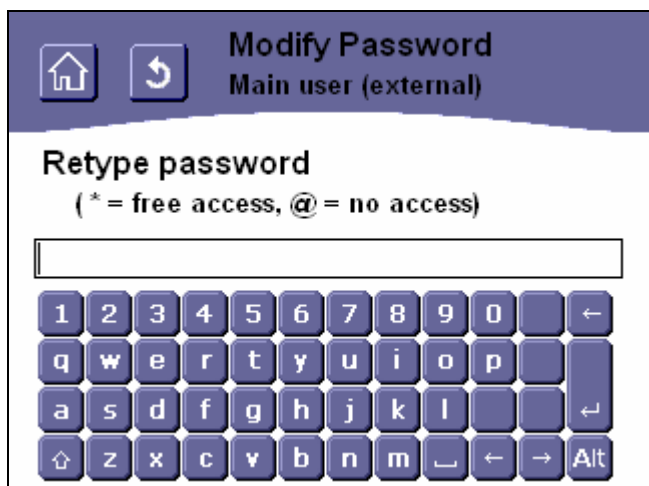 Modify Password
Main user (external)
Retype password
( * = free access, @ = no access)
1 2 3 4 5 6 7 8 9 0 ←
q w e r t y u i o p
a s d f g h j k l ↵
⇧ z x c v b n m ⎵ ← → Alt